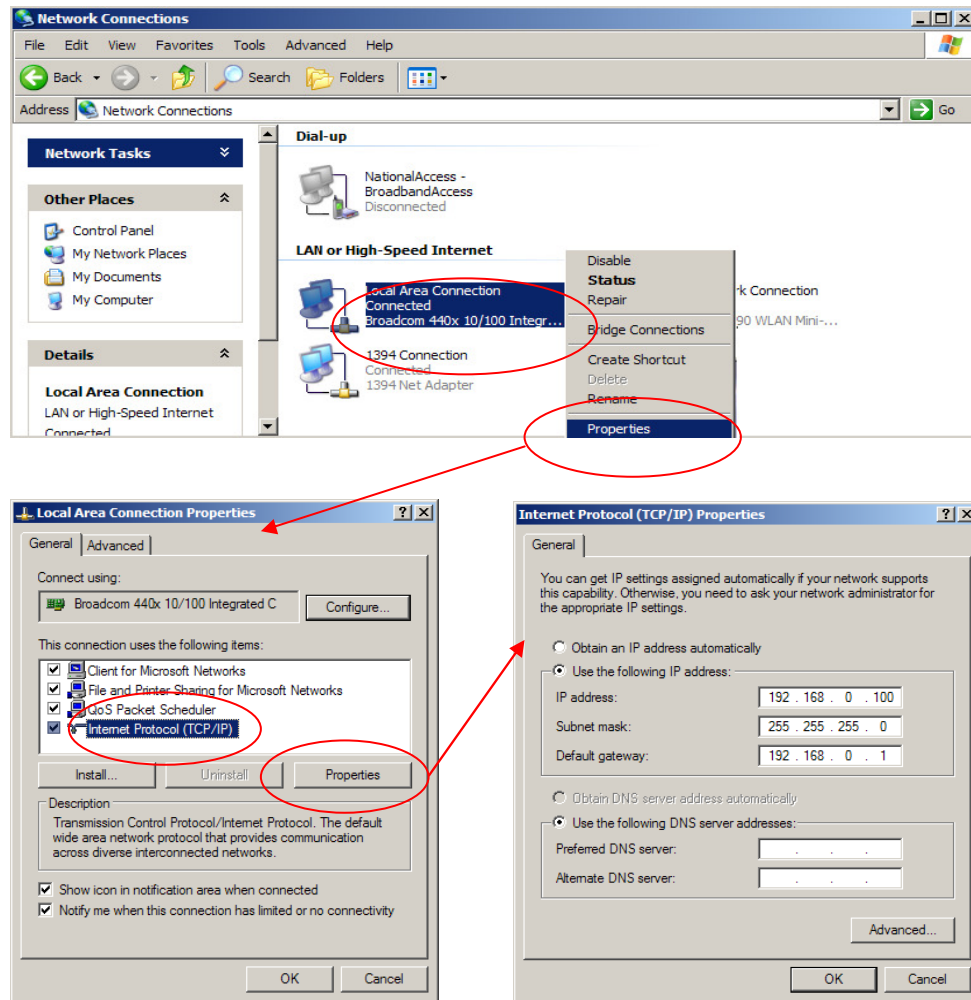 Network Connections
File Edit View Favorites Tools Advanced Help
Back Search Folders
Address Network Connections Go
Network Tasks
Other Places
Control Panel
My Network Places
My Documents
My Computer
Details
Local Area Connection
LAN or High-Speed Internet
Connected
Dial-up
NationalAccess -
BroadbandAccess
Disconnected
LAN or High-Speed Internet
Local Area Connection
Connected
Broadcom 440x 10/100 Integr...
1394 Connection
Connected
1394 Net Adapter
Disable
Status
Repair
Bridge Connections
Create Shortcut
Delete
Rename
Properties
rk Connection
90 WLAN Mini-...
Local Area Connection Properties
General Advanced
Connect using:
Broadcom 440x 10/100 Integrated C Configure...
This connection uses the following items:
Client for Microsoft Networks
File and Printer Sharing for Microsoft Networks
QoS Packet Scheduler
Internet Protocol (TCP/IP)
Install... Uninstall Properties
Description
Transmission Control Protocol/Internet Protocol. The default
wide area network protocol that provides communication
across diverse interconnected networks.
Show icon in notification area when connected
Notify me when this connection has limited or no connectivity
OK Cancel
Internet Protocol (TCP/IP) Properties
General
You can get IP settings assigned automatically if your network supports
this capability. Otherwise, you need to ask your network administrator for
the appropriate IP settings.
Obtain an IP address automatically
Use the following IP address:
IP address: 192 . 168 . 0 . 100
Subnet mask: 255 . 255 . 255 . 0
Default gateway: 192 . 168 . 0 . 1
Obtain DNS server address automatically
Use the following DNS server addresses:
Preferred DNS server: . . .
Alternate DNS server: . . .
Advanced...
OK Cancel